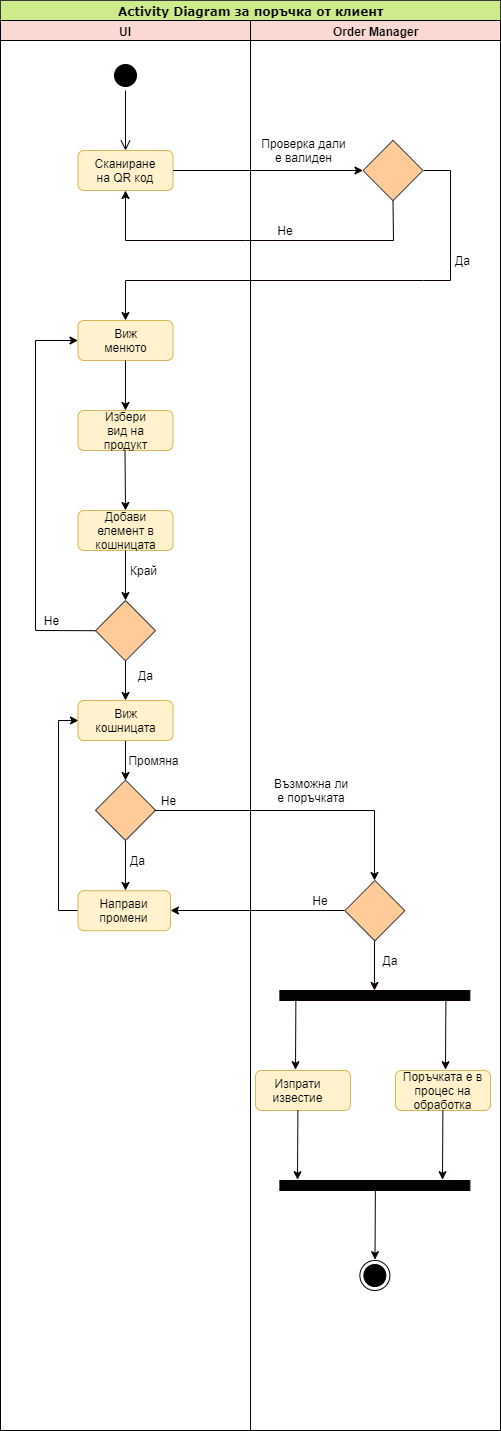 Activity Diagram за поръчка от клиент
UI
Order Manager
Сканиране
на QR код
Проверка дали
е валиден
Не
Да
Виж
менюто
Избери
вид на
продукт
Добави
елемент в
кошницата
Край
Не
Да
Виж
кошницата
Промяна
Не
Възможна ли
е поръчката
Да
Направи
промени
Не
Да
Изпрати
известие
Поръчката е в
процес на
обработка